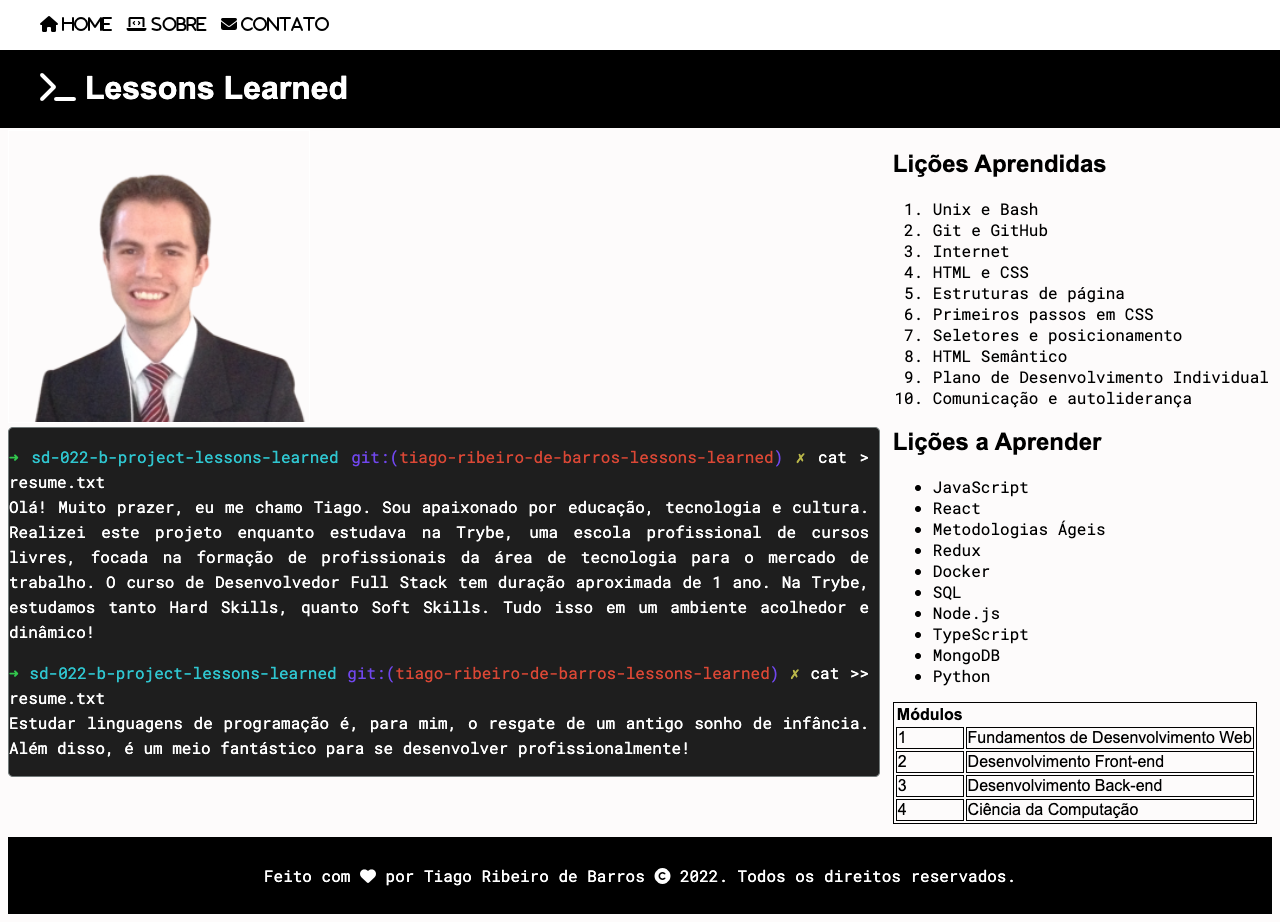 HOME SOBRE CONTATO
Lessons Learned
➜ sd-022-b-project-lessons-learned git:(tiago-ribeiro-de-barros-lessons-learned) ✗ cat >
resume.txt
Olá! Muito prazer, eu me chamo Tiago. Sou apaixonado por educação, tecnologia e cultura.
Realizei este projeto enquanto estudava na Trybe, uma escola profissional de cursos
livres, focada na formação de profissionais da área de tecnologia para o mercado de
trabalho. O curso de Desenvolvedor Full Stack tem duração aproximada de 1 ano. Na Trybe,
estudamos tanto Hard Skills, quanto Soft Skills. Tudo isso em um ambiente acolhedor e
dinâmico!
➜ sd-022-b-project-lessons-learned git:(tiago-ribeiro-de-barros-lessons-learned) ✗ cat >>
resume.txt
Estudar linguagens de programação é, para mim, o resgate de um antigo sonho de infância.
Além disso, é um meio fantástico para se desenvolver profissionalmente!
Lições Aprendidas
1. Unix e Bash
2. Git e GitHub
3. Internet
4. HTML e CSS
5. Estruturas de página
6. Primeiros passos em CSS
7. Seletores e posicionamento
8. HTML Semântico
9. Plano de Desenvolvimento Individual
10. Comunicação e autoliderança
Lições a Aprender
• JavaScript
• React
• Metodologias Ágeis
• Redux
• Docker
• SQL
• Node.js
• TypeScript
• MongoDB
• Python
Módulos
1 Fundamentos de Desenvolvimento Web
2 Desenvolvimento Front-end
3 Desenvolvimento Back-end
4 Ciência da Computação
Feito com ♥ por Tiago Ribeiro de Barros © 2022. Todos os direitos reservados.